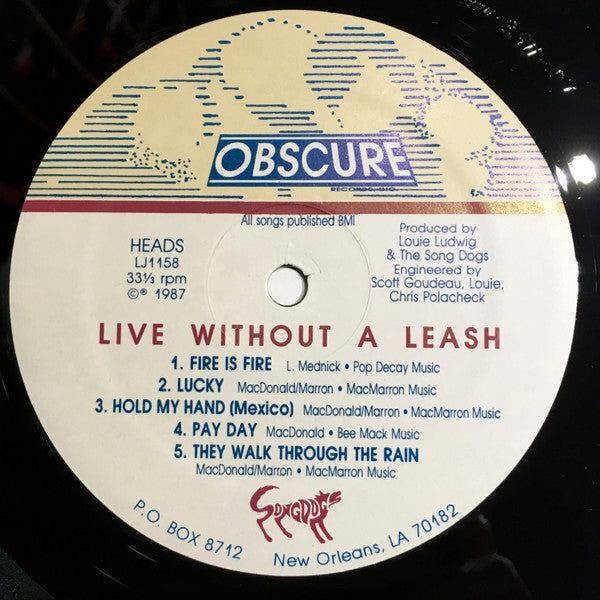 OBSCURE
RECORDS, INC.
All songs published BMI
HEADS
LJ1158
33⅓ rpm
©℗ 1987
Produced by
Louie Ludwig
& The Song Dogs
Engineered by
Scott Goudeau, Louie,
Chris Polacheck
LIVE WITHOUT A LEASH
1. FIRE IS FIRE L. Mednick • Pop Decay Music
2. LUCKY MacDonald/Marron • MacMarron Music
3. HOLD MY HAND (Mexico) MacDonald/Marron • MacMarron Music
4. PAY DAY MacDonald • Bee Mack Music
5. THEY WALK THROUGH THE RAIN
MacDonald/Marron • MacMarron Music
SONGDOGS
P.O. BOX 8712 New Orleans, LA 70182